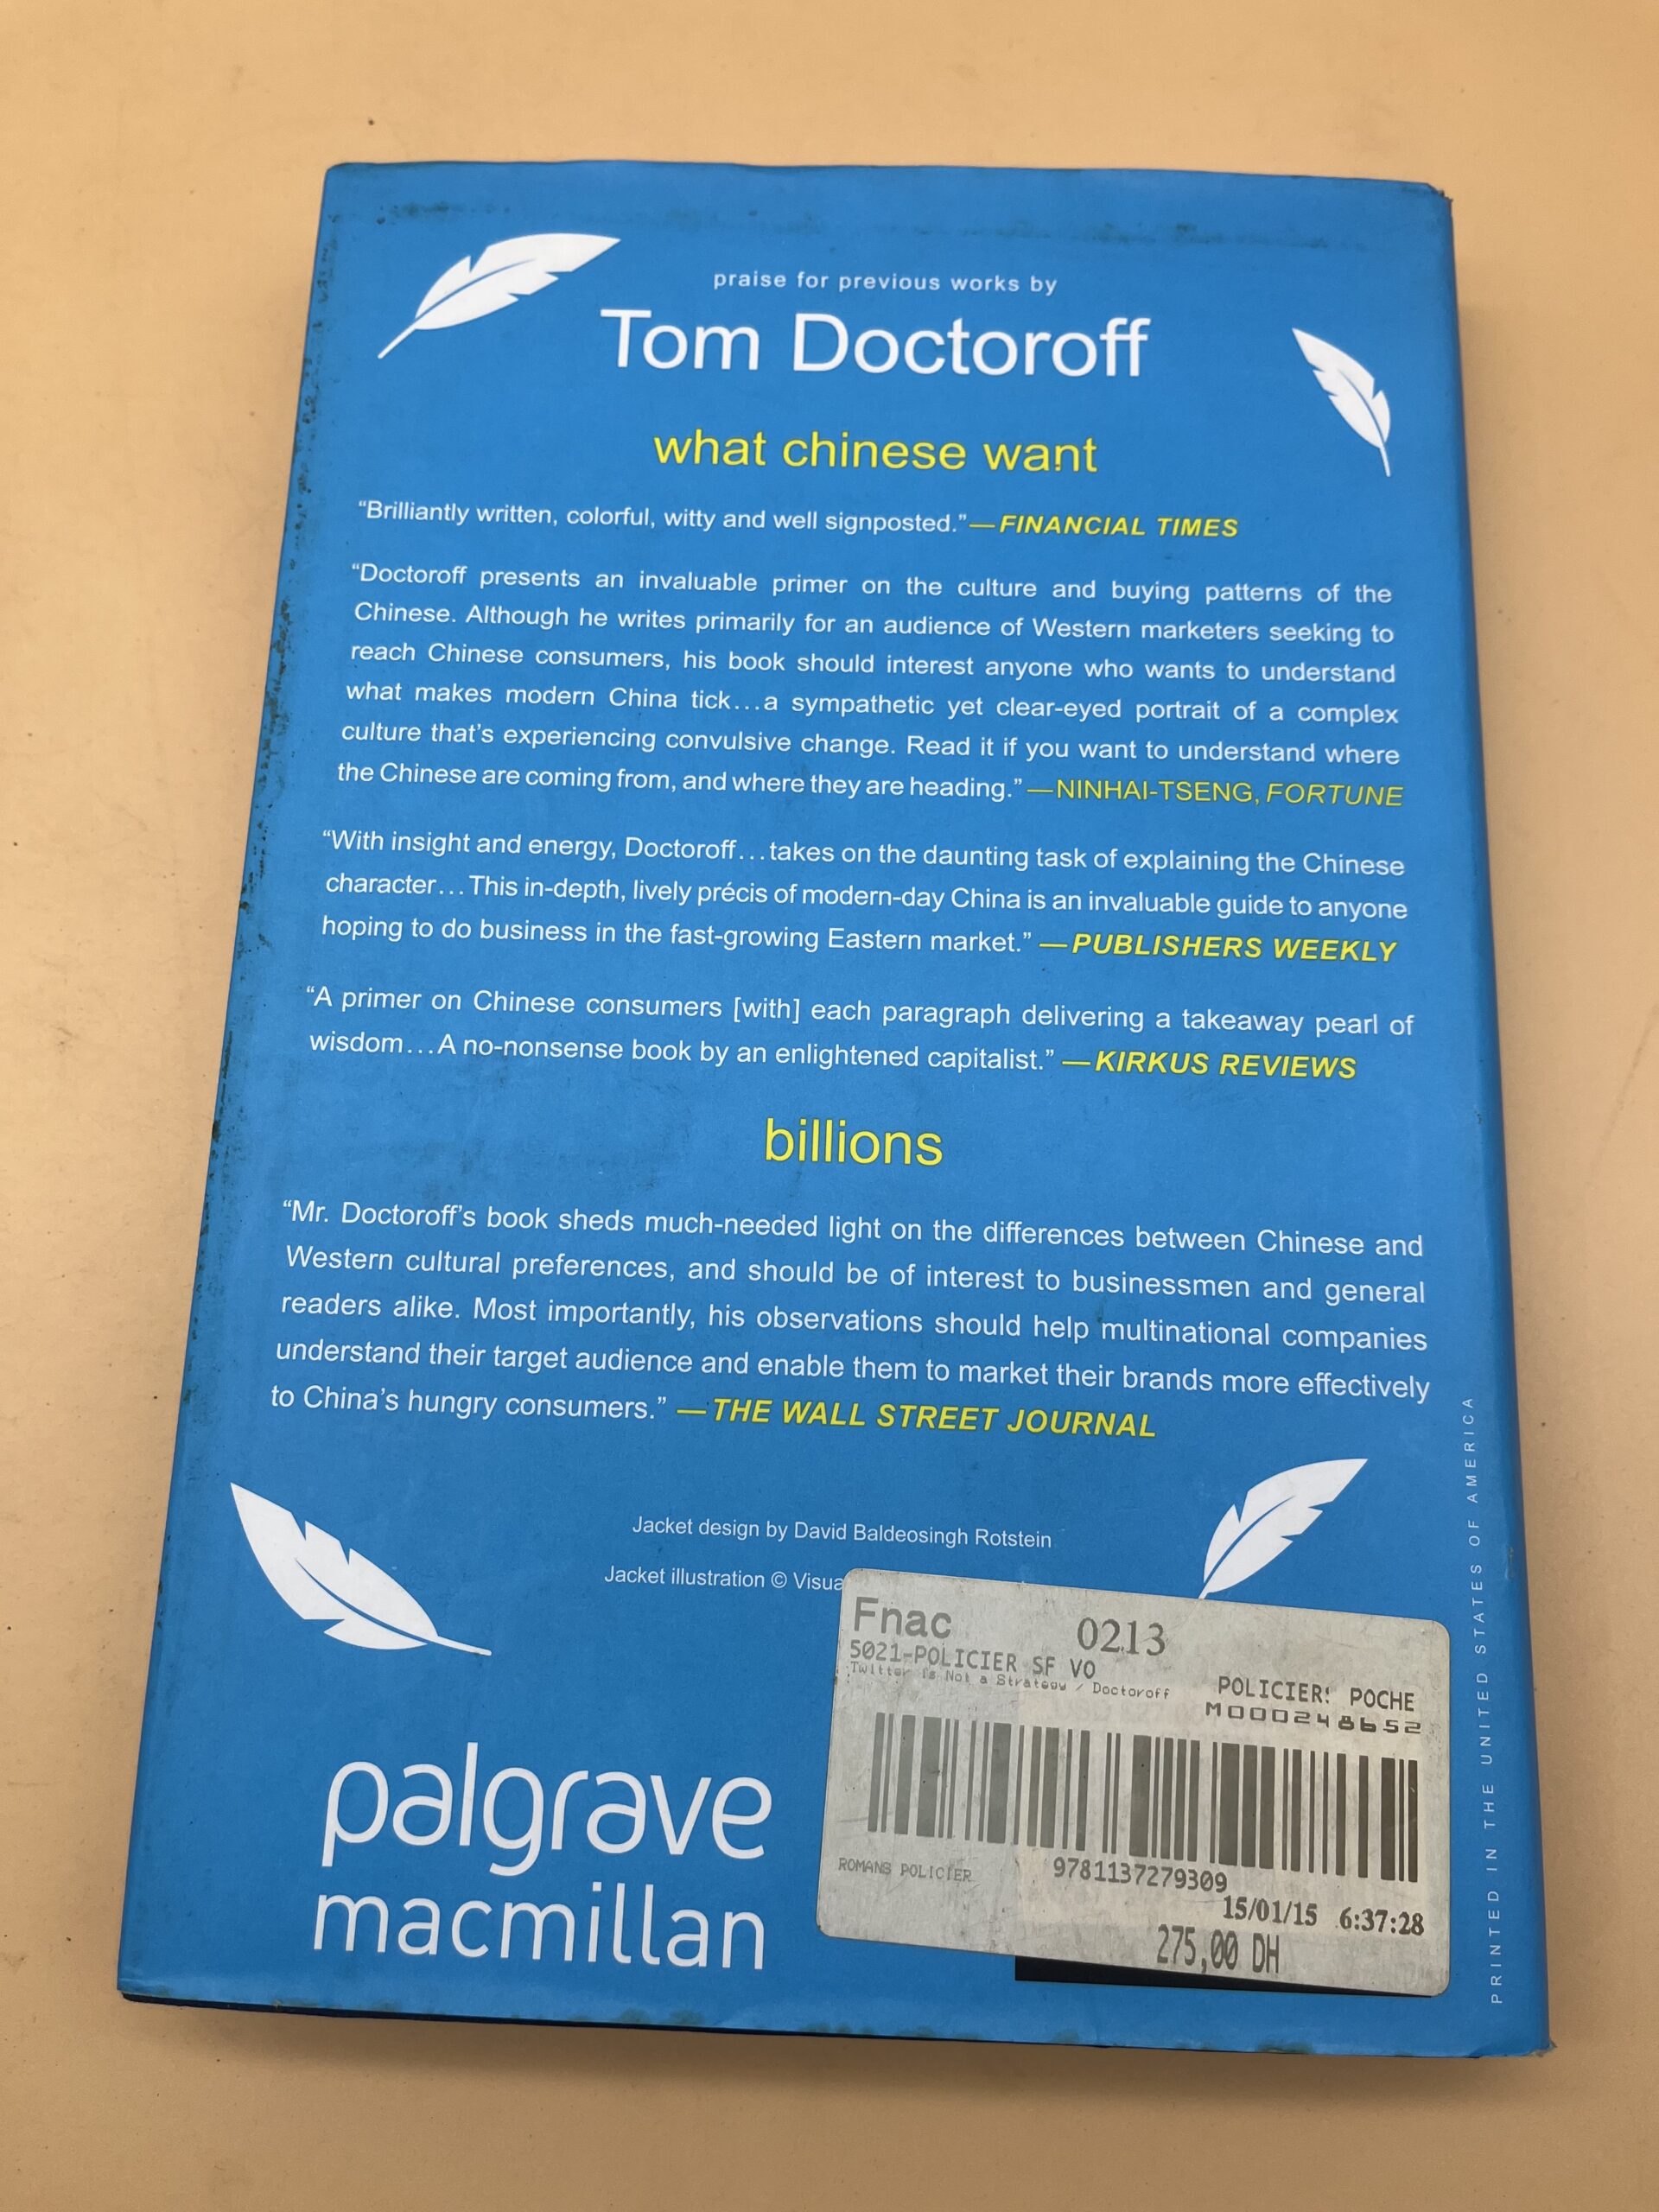 praise for previous works by
Tom Doctoroff
what chinese want
“Brilliantly written, colorful, witty and well signposted.”—FINANCIAL TIMES
“Doctoroff presents an invaluable primer on the culture and buying patterns of the
Chinese. Although he writes primarily for an audience of Western marketers seeking to
reach Chinese consumers, his book should interest anyone who wants to understand
what makes modern China tick…a sympathetic yet clear-eyed portrait of a complex
culture that’s experiencing convulsive change. Read it if you want to understand where
the Chinese are coming from, and where they are heading.”—NINHAI-TSENG, FORTUNE
“With insight and energy, Doctoroff…takes on the daunting task of explaining the Chinese
character…This in-depth, lively précis of modern-day China is an invaluable guide to anyone
hoping to do business in the fast-growing Eastern market.” —PUBLISHERS WEEKLY
“A primer on Chinese consumers [with] each paragraph delivering a takeaway pearl of
wisdom…A no-nonsense book by an enlightened capitalist.” —KIRKUS REVIEWS
billions
“Mr. Doctoroff’s book sheds much-needed light on the differences between Chinese and
Western cultural preferences, and should be of interest to businessmen and general
readers alike. Most importantly, his observations should help multinational companies
understand their target audience and enable them to market their brands more effectively
to China’s hungry consumers.” —THE WALL STREET JOURNAL
Jacket design by David Baldeosingh Rotstein
Jacket illustration ©
palgrave
macmillan
Fnac 0213
5021-POLICIER SF VO
Twitter Is Not a Strategy / Doctoroff
POLICIER: POCHE
M000248652
ROMANS POLICIER
9781137279309
15/01/15 6:37:28
275,00 DH
PRINTED IN THE UNITED STATES OF AMERICA